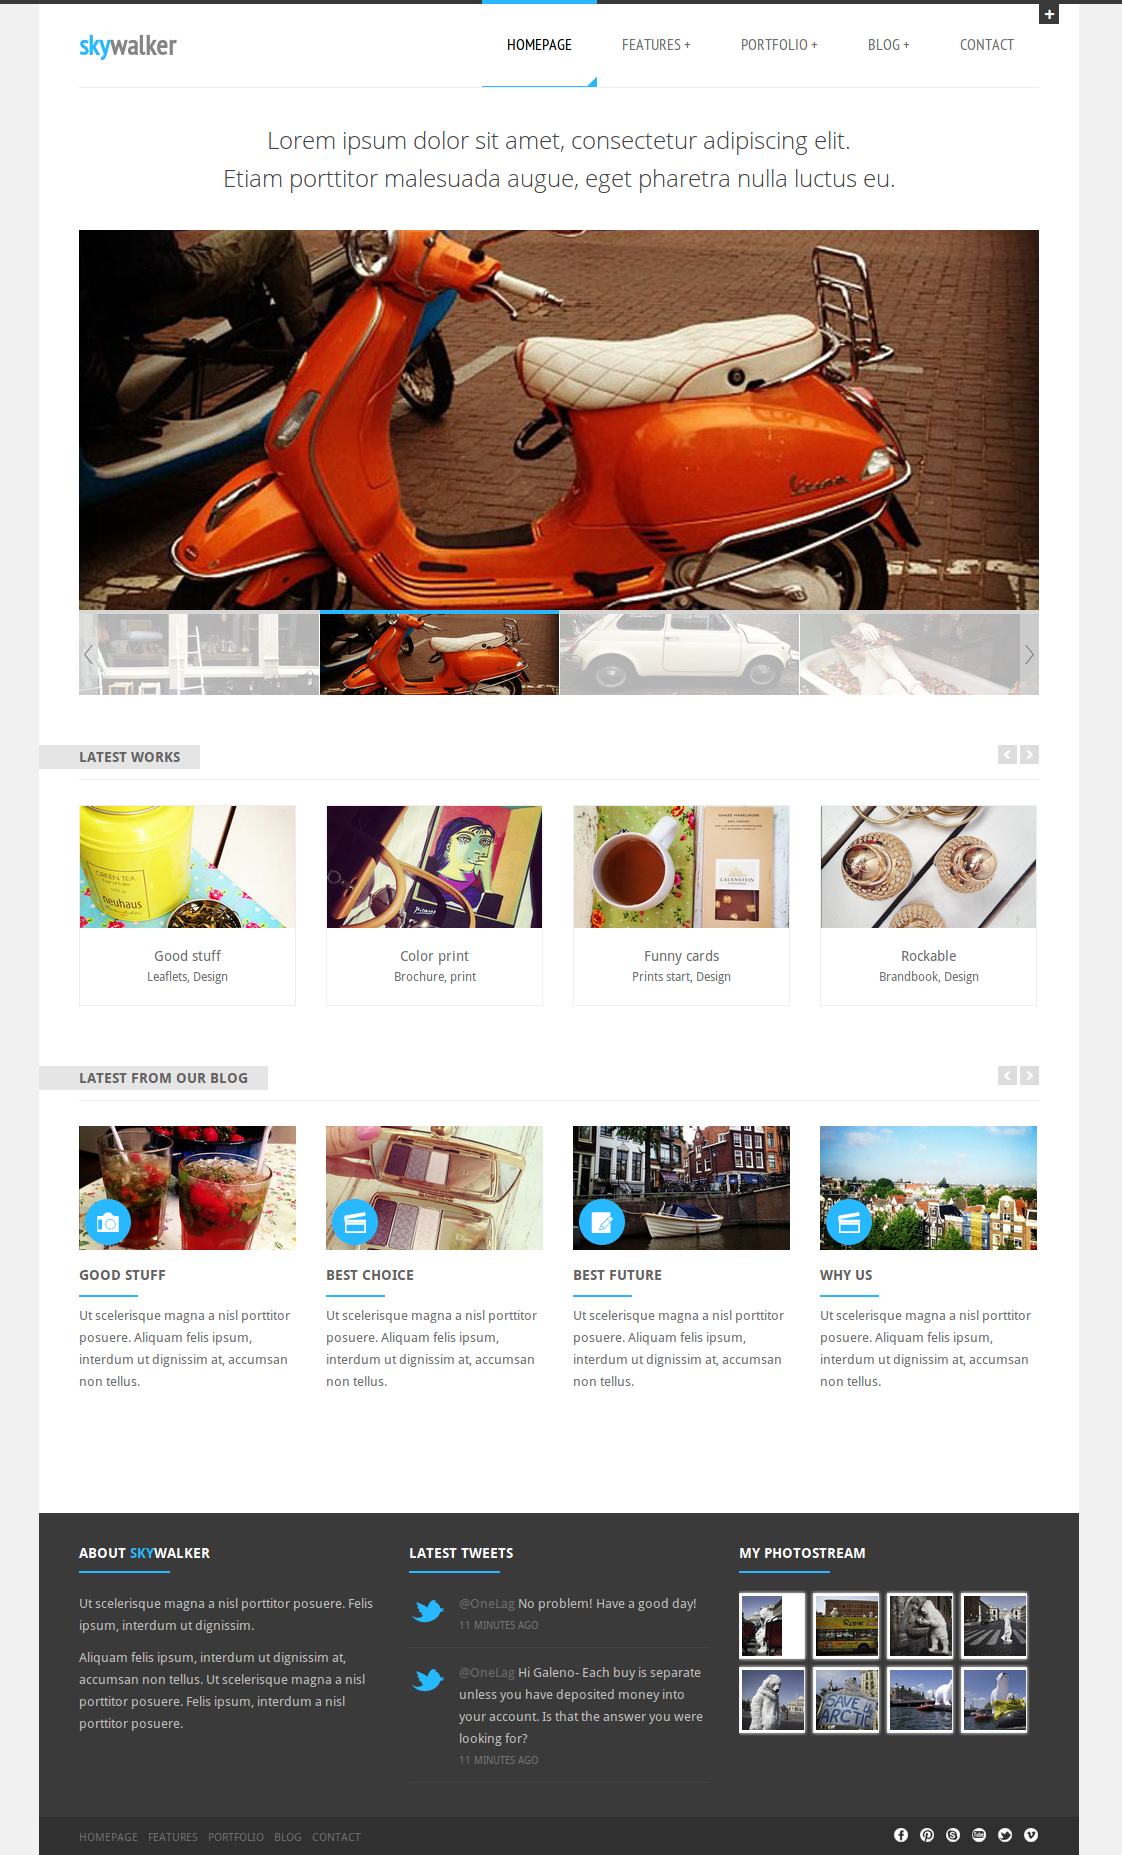 +
skywalker
HOMEPAGE
FEATURES +
PORTFOLIO +
BLOG +
CONTACT
Lorem ipsum dolor sit amet, consectetur adipiscing elit.
Etiam porttitor malesuada augue, eget pharetra nulla luctus eu.
LATEST WORKS
GREEN TEA
neuhaus
Picasso
GANZE HASELNUSS
LAUENSTEIN
Good stuff
Leaflets, Design
Color print
Brochure, print
Funny cards
Prints start, Design
Rockable
Brandbook, Design
LATEST FROM OUR BLOG
GOOD STUFF
Ut scelerisque magna a nisl porttitor
posuere. Aliquam felis ipsum,
interdum ut dignissim at, accumsan
non tellus.
BEST CHOICE
Ut scelerisque magna a nisl porttitor
posuere. Aliquam felis ipsum,
interdum ut dignissim at, accumsan
non tellus.
BEST FUTURE
Ut scelerisque magna a nisl porttitor
posuere. Aliquam felis ipsum,
interdum ut dignissim at, accumsan
non tellus.
WHY US
Ut scelerisque magna a nisl porttitor
posuere. Aliquam felis ipsum,
interdum ut dignissim at, accumsan
non tellus.
ABOUT SKYWALKER
Ut scelerisque magna a nisl porttitor posuere. Felis
ipsum, interdum ut dignissim.
Aliquam felis ipsum, interdum ut dignissim at,
accumsan non tellus. Ut scelerisque magna a nisl
porttitor posuere. Felis ipsum, interdum a nisl
porttitor posuere.
LATEST TWEETS
@OneLag No problem! Have a good day!
11 MINUTES AGO
@OneLag Hi Galeno- Each buy is separate
unless you have deposited money into
your account. Is that the answer you were
looking for?
11 MINUTES AGO
MY PHOTOSTREAM
SAVE
ARCTIC
HOMEPAGE
FEATURES
PORTFOLIO
BLOG
CONTACT